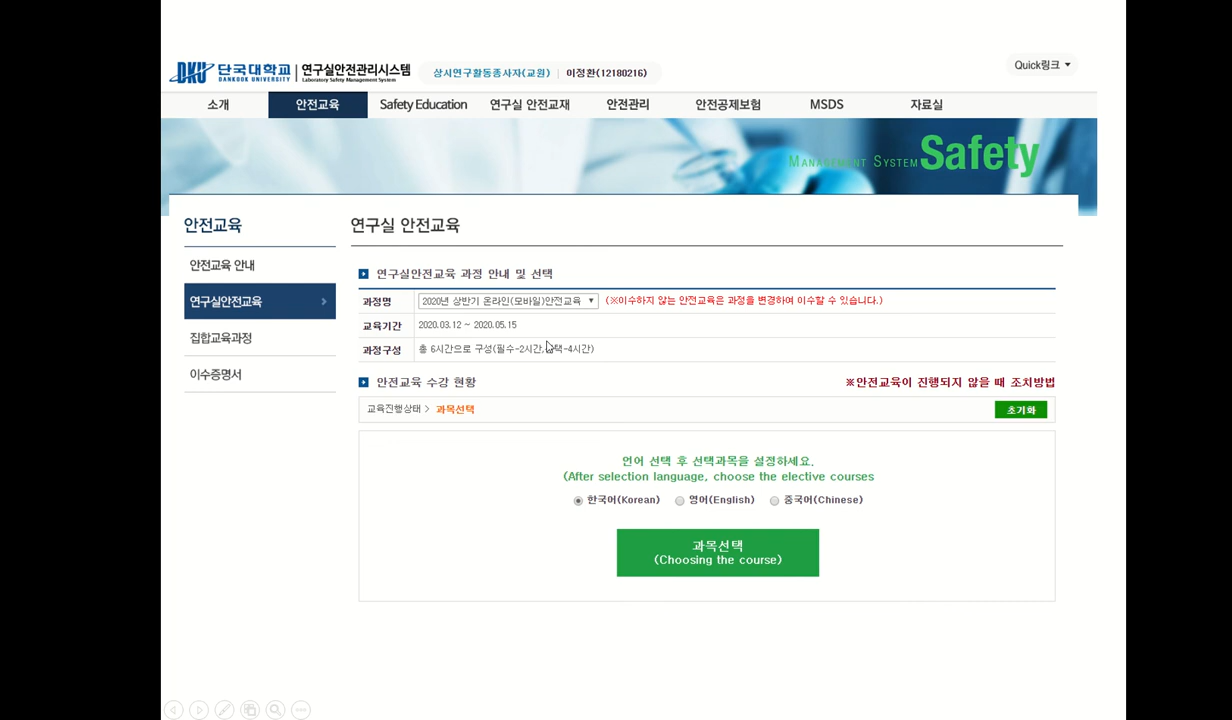 DKU 단국대학교 DANKOOK UNIVERSITY | 연구실안전관리시스템 Laboratory Safety Management System
상시연구활동종사자(교원) | 이정환(12180216)
Quick링크 ▼
소개 안전교육 Safety Education 연구실 안전교재 안전관리 안전공제보험 MSDS 자료실
MANAGEMENT SYSTEM Safety
안전교육
안전교육 안내
연구실안전교육
집합교육과정
이수증명서
연구실 안전교육
연구실안전교육 과정 안내 및 선택
과정명 2020년 상반기 온라인(모바일)안전교육 ▼ (※이수하지 않는 안전교육은 과정을 변경하여 이수할 수 있습니다.)
교육기간 2020.03.12 ~ 2020.05.15
과정구성 총 6시간으로 구성(필수-2시간, 택-4시간)
안전교육 수강 현황 ※안전교육이 진행되지 않을 때 조치방법
교육진행상태 > 과목선택 초기화
언어 선택 후 선택과목을 설정하세요.
(After selection language, choose the elective courses
한국어(Korean) 영어(English) 중국어(Chinese)
과목선택
(Choosing the course)